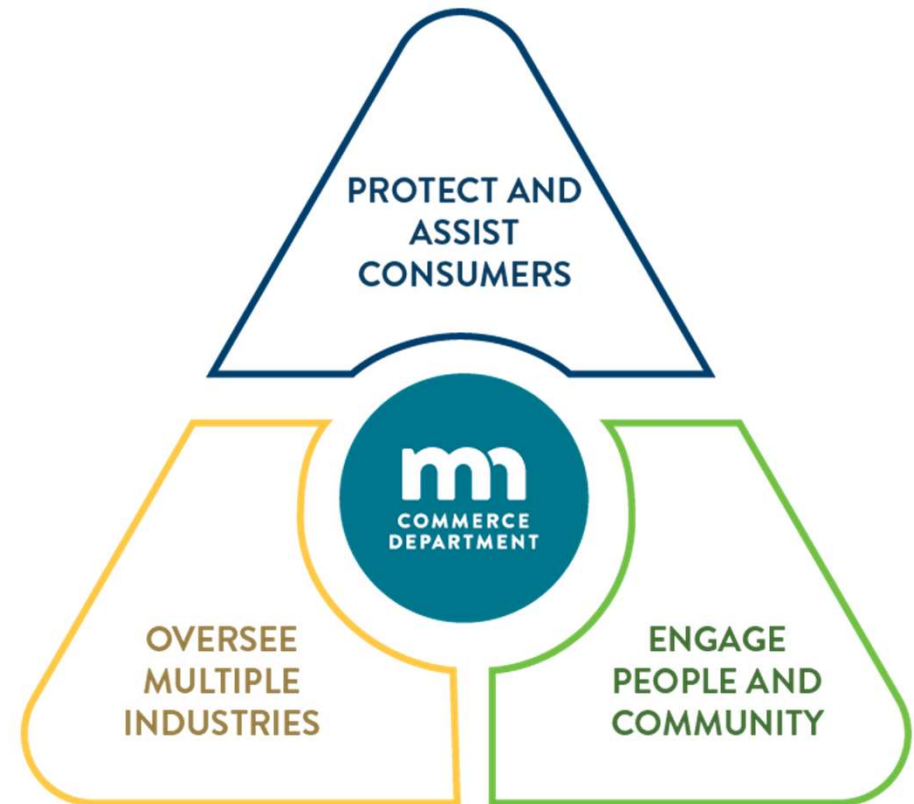 PROTECT AND
ASSIST
CONSUMERS
mn
COMMERCE
DEPARTMENT
OVERSEE
MULTIPLE
INDUSTRIES
ENGAGE
PEOPLE AND
COMMUNITY